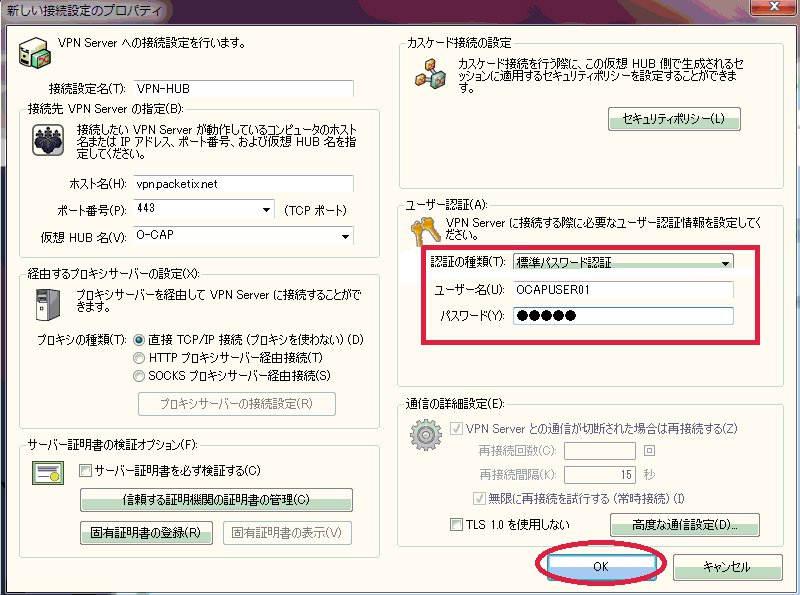 新しい接続設定のプロパティ
VPN Server への接続設定を行います。
接続設定名(T): VPN-HUB
接続先 VPN Server の指定(B):
接続したい VPN Server が動作しているコンピュータのホスト
名または IP アドレス、ポート番号、および仮想 HUB 名を指
定してください。
ホスト名(H): vpn.packetix.net
ポート番号(P): 443 (TCP ポート)
仮想 HUB 名(V): O-CAP
経由するプロキシサーバーの設定(X):
プロキシサーバーを経由して VPN Server に接続することがで
きます。
プロキシの種類(T): 直接 TCP/IP 接続 (プロキシを使わない) (D)
HTTP プロキシサーバー経由接続(T)
SOCKS プロキシサーバー経由接続(S)
プロキシサーバーの接続設定(R)
サーバー証明書の検証オプション(F):
サーバー証明書を必ず検証する(C)
信頼する証明機関の証明書の管理(C)
固有証明書の登録(R) 固有証明書の表示(V)
カスケード接続の設定
カスケード接続を行う際に、この仮想 HUB 側で生成されるセ
ッションに適用するセキュリティポリシーを設定することができま
す。
セキュリティポリシー(L)
ユーザー認証(A):
VPN Server に接続する際に必要なユーザー認証情報を設定してく
ださい。
認証の種類(T): 標準パスワード認証
ユーザー名(U): OCAPUSER01
パスワード(Y): ●●●●●
通信の詳細設定(E):
VPN Server との通信が切断された場合は再接続する(Z)
再接続回数(C): 回
再接続間隔(K): 15 秒
無限に再接続を試行する (常時接続) (I)
TLS 1.0 を使用しない 高度な通信設定(D)...
OK キャンセル